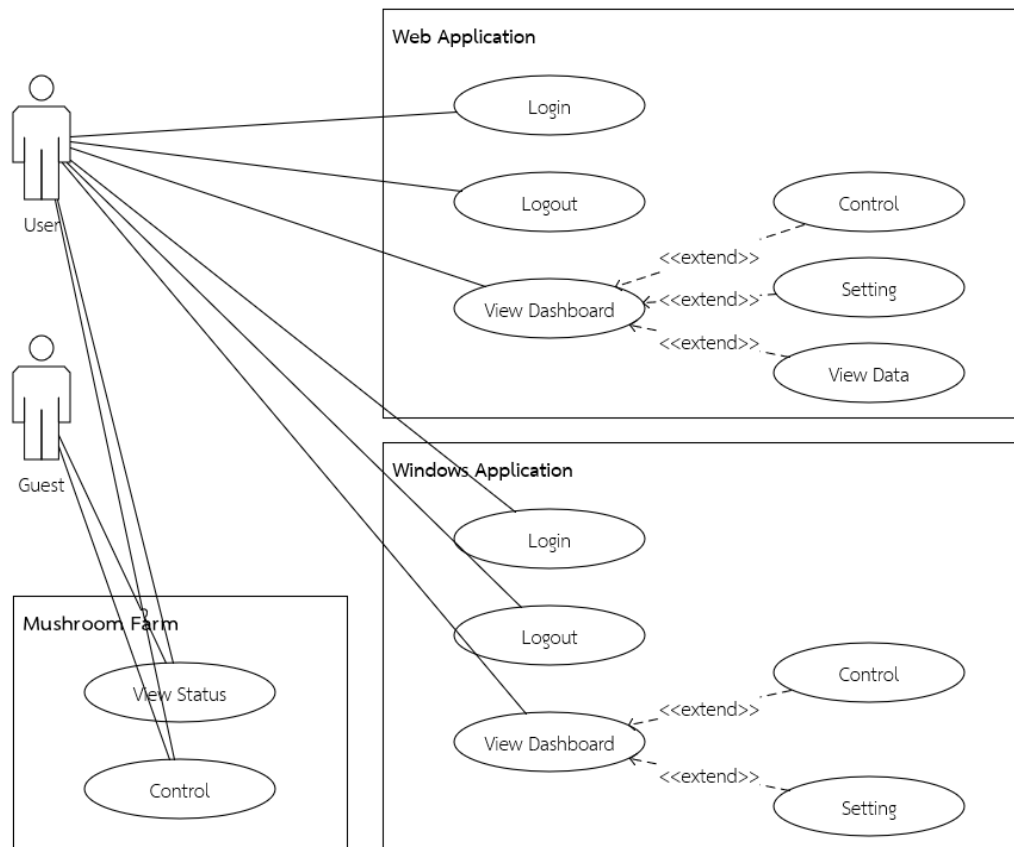 Web Application
Login
User
Logout
Control
<<extend>>
View Dashboard
<<extend>>
Setting
<<extend>>
View Data
Guest
Windows Application
Login
Mushroom Farm
Logout
View Status
Control
<<extend>>
View Dashboard
<<extend>>
Control
Setting